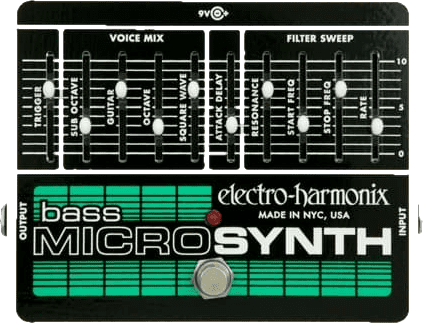 9V +
VOICE MIX
FILTER SWEEP
TRIGGER
SUB OCTAVE
GUITAR
OCTAVE
SQUARE WAVE
ATTACK DELAY
RESONANCE
START FREQ
STOP FREQ
RATE
10
5
0
OUTPUT
bass
MICROSYNTH
electro-harmonix
MADE IN NYC, USA
INPUT